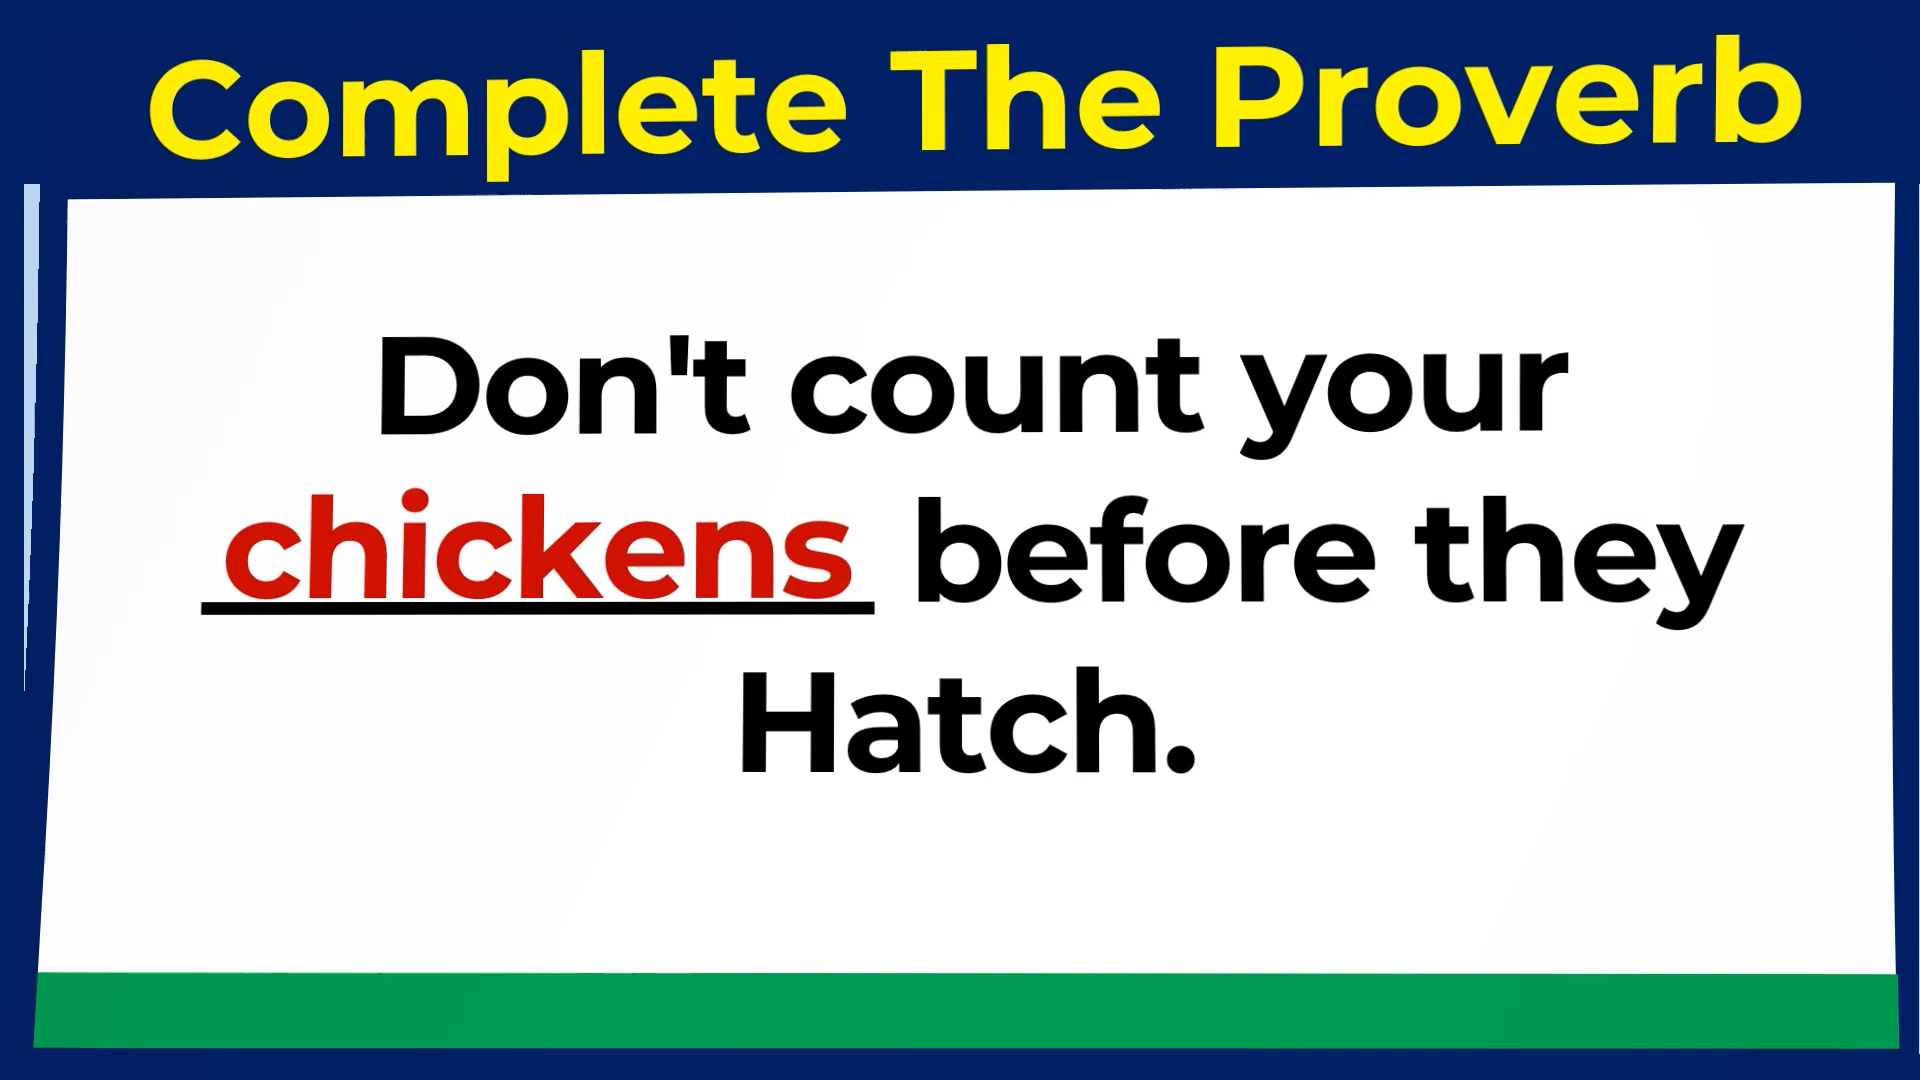 Complete The Proverb
Don't count your
chickens before they
Hatch.